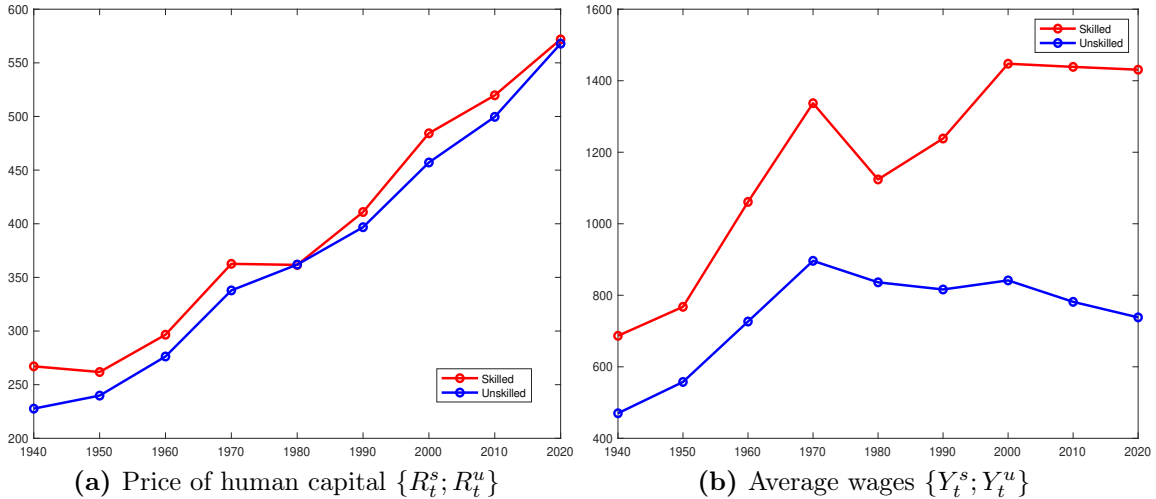 600
550
500
450
400
350
300
250
200
1940 1950 1960 1970 1980 1990 2000 2010 2020
Skilled
Unskilled
(a) Price of human capital {R_t^s; R_t^u}
1600
1400
1200
1000
800
600
400
1940 1950 1960 1970 1980 1990 2000 2010 2020
Skilled
Unskilled
(b) Average wages {Y_t^s; Y_t^u}